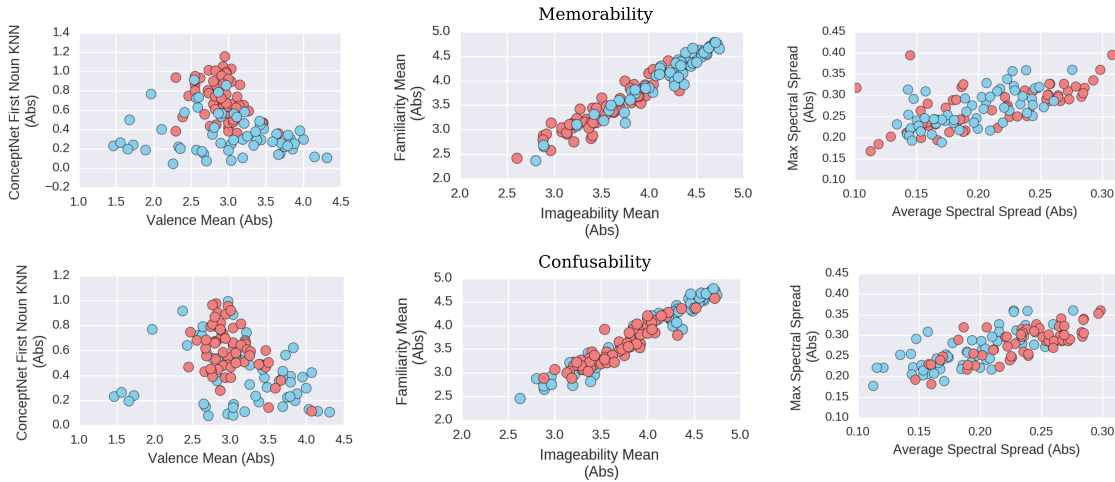 Memorability
ConceptNet First Noun KNN
(Abs)
1.4
1.2
1.0
0.8
0.6
0.4
0.2
0.0
−0.2
1.0 1.5 2.0 2.5 3.0 3.5 4.0 4.5
Valence Mean (Abs)
Familiarity Mean
(Abs)
5.0
4.5
4.0
3.5
3.0
2.5
2.0
2.0 2.5 3.0 3.5 4.0 4.5 5.0
Imageability Mean
(Abs)
Max Spectral Spread
(Abs)
0.45
0.40
0.35
0.30
0.25
0.20
0.15
0.10
0.10 0.15 0.20 0.25 0.30
Average Spectral Spread (Abs)
Confusability
ConceptNet First Noun KNN
(Abs)
1.2
1.0
0.8
0.6
0.4
0.2
0.0
1.0 1.5 2.0 2.5 3.0 3.5 4.0 4.5
Valence Mean (Abs)
Familiarity Mean
(Abs)
5.0
4.5
4.0
3.5
3.0
2.5
2.0
2.0 2.5 3.0 3.5 4.0 4.5 5.0
Imageability Mean
(Abs)
Max Spectral Spread
(Abs)
0.45
0.40
0.35
0.30
0.25
0.20
0.15
0.10
0.10 0.15 0.20 0.25 0.30
Average Spectral Spread (Abs)